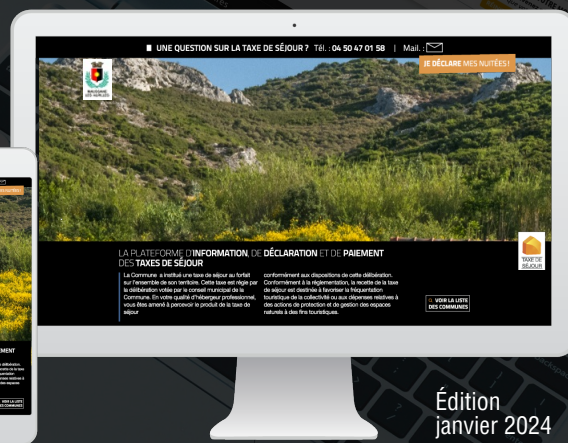 UNE QUESTION SUR LA TAXE DE SÉJOUR ? Tél. : 04 50 47 01 58 | Mail. :
JE DÉCLARE MES NUITÉES !
LA PLATEFORME D'INFORMATION, DE DÉCLARATION ET DE PAIEMENT
DES TAXES DE SÉJOUR
La Commune a institué une taxe de séjour au forfait
sur l'ensemble de son territoire. Cette taxe est régie par
la délibération votée par le conseil municipal de la
Commune. En votre qualité d'hébergeur professionnel,
vous êtes amené à percevoir le produit de la taxe de
séjour
conformément aux dispositions de cette délibération.
Conformément à la réglementation, la recette de la taxe
de séjour est destinée à favoriser la fréquentation
touristique de la collectivité ou aux dépenses relatives à
des actions de protection et de gestion des espaces
naturels à des fins touristiques.
VOIR LA LISTE
DES COMMUNES
TAXE DE
SÉJOUR
Édition
janvier 2024